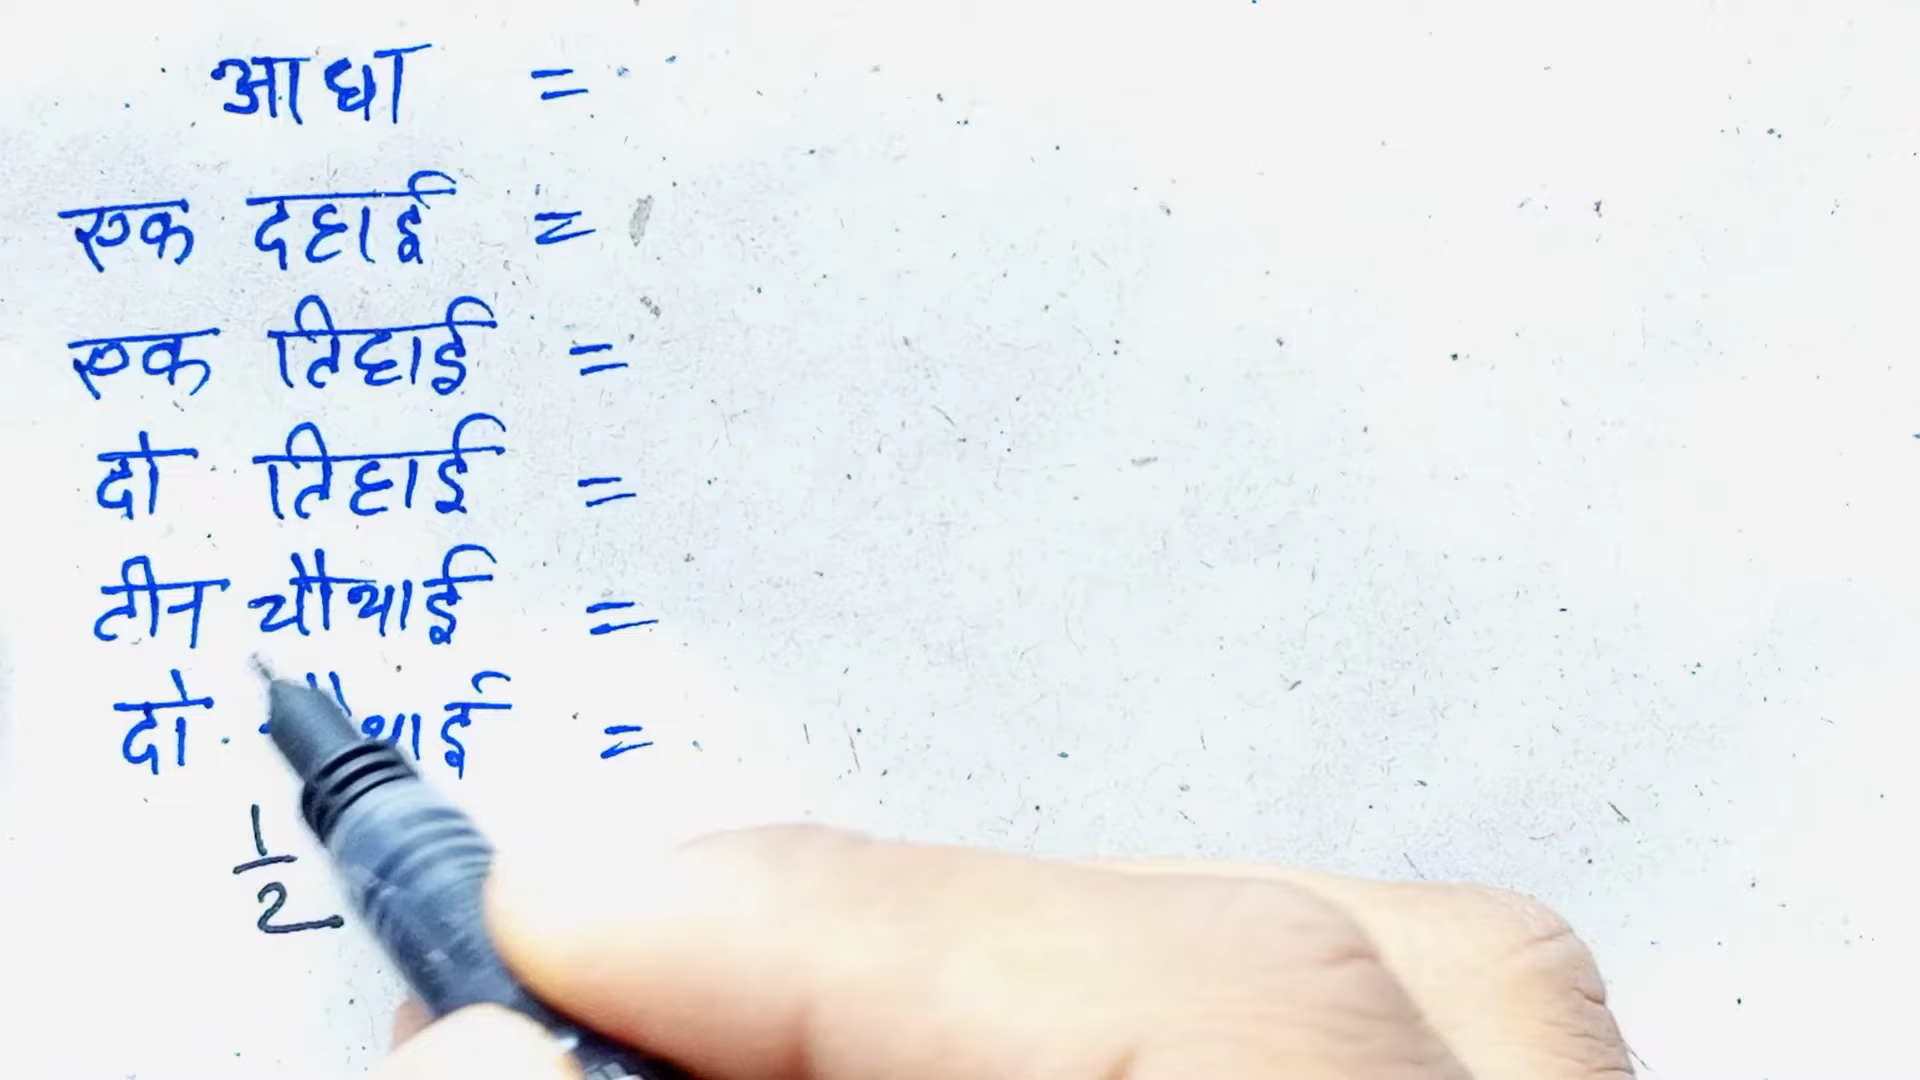 आधा =
एक दहाई =
एक तिहाई =
दो तिहाई =
तीन चौथाई =
दो =
1
2